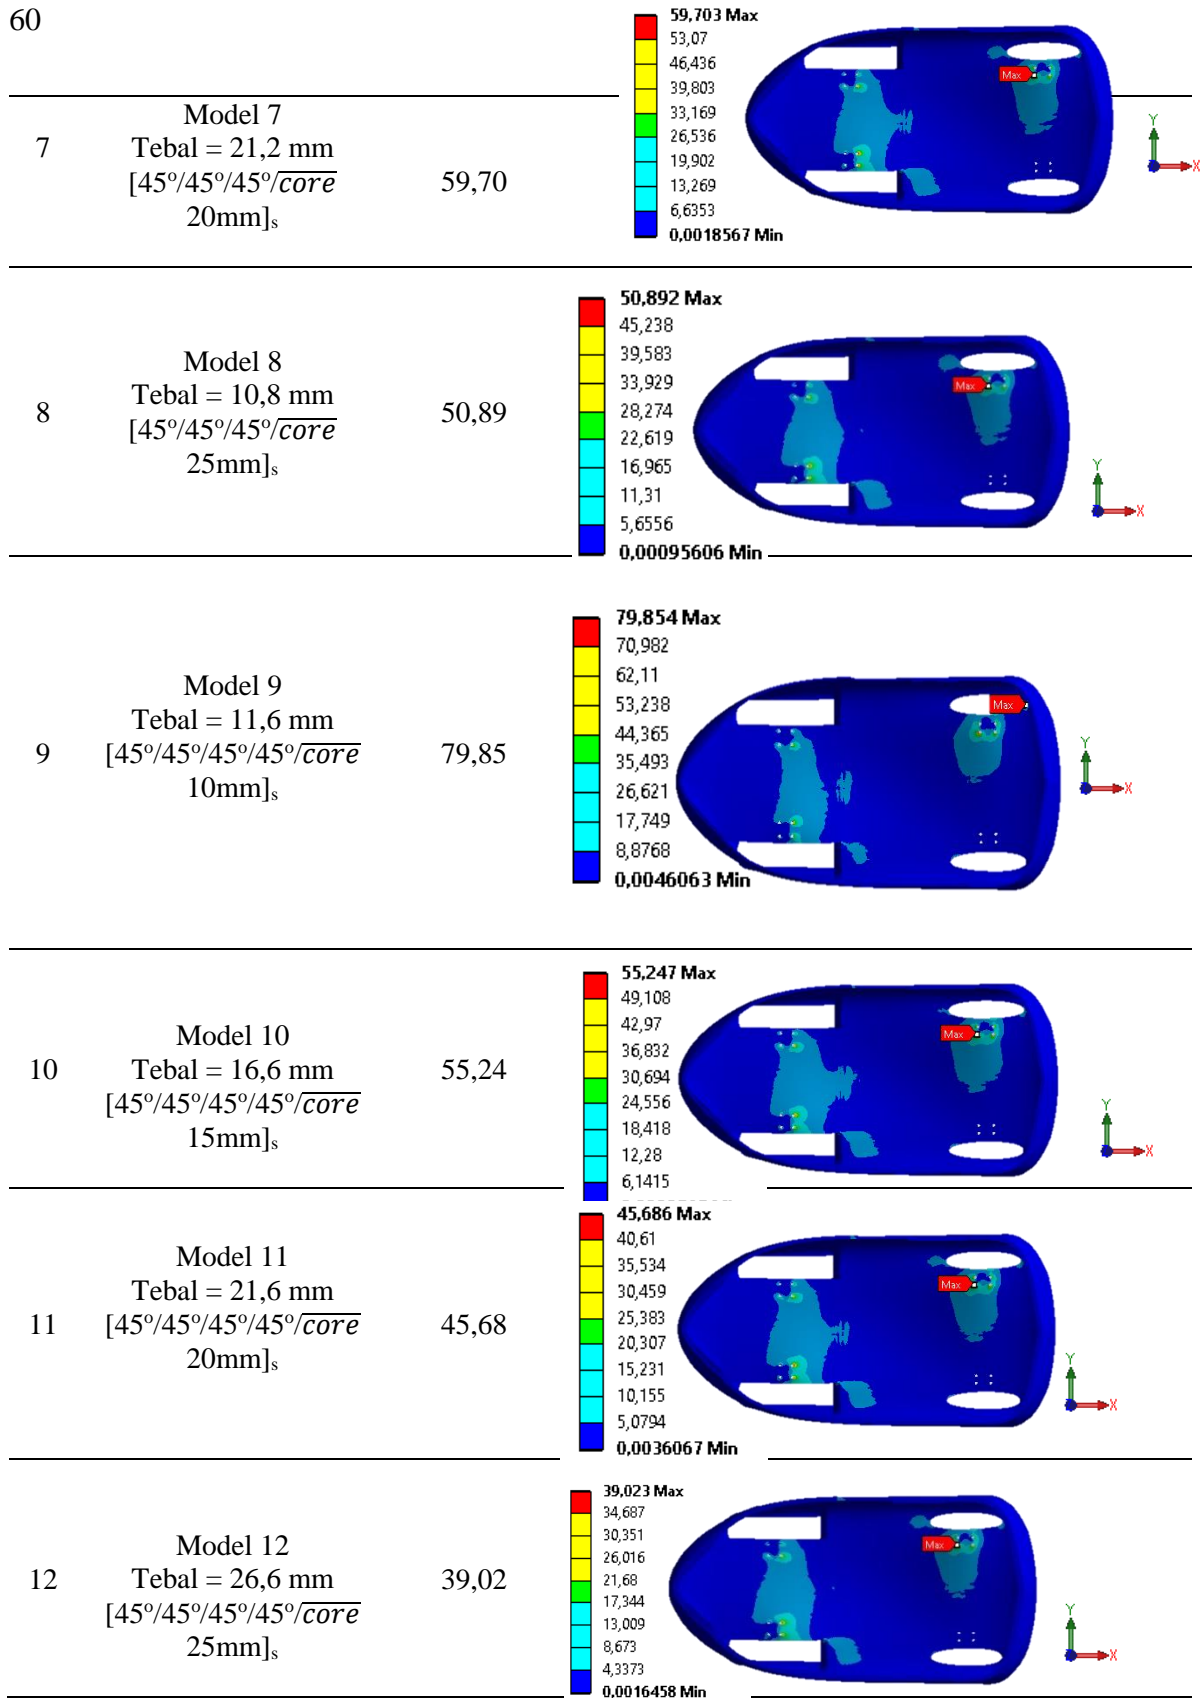 60
59,703 Max
53,07
46,436
39,803
33,169
26,536
19,902
13,269
6,6353
0,0018567 Min
Max
Y
X
7
Model 7
Tebal = 21,2 mm
[45°/45°/45°/core
20mm]s
59,70
50,892 Max
45,238
39,583
33,929
28,274
22,619
16,965
11,31
5,6556
0,00095606 Min
Max
Y
X
8
Model 8
Tebal = 10,8 mm
[45°/45°/45°/core
25mm]s
50,89
79,854 Max
70,982
62,11
53,238
44,365
35,493
26,621
17,749
8,8768
0,0046063 Min
Max
Y
X
9
Model 9
Tebal = 11,6 mm
[45°/45°/45°/45°/core
10mm]s
79,85
55,247 Max
49,108
42,97
36,832
30,694
24,556
18,418
12,28
6,1415
Max
Y
X
10
Model 10
Tebal = 16,6 mm
[45°/45°/45°/45°/core
15mm]s
55,24
45,686 Max
40,61
35,534
30,459
25,383
20,307
15,231
10,155
5,0794
0,0036067 Min
Max
Y
X
11
Model 11
Tebal = 21,6 mm
[45°/45°/45°/45°/core
20mm]s
45,68
39,023 Max
34,687
30,351
26,016
21,68
17,344
13,009
8,673
4,3373
0,0016458 Min
Max
Y
X
12
Model 12
Tebal = 26,6 mm
[45°/45°/45°/45°/core
25mm]s
39,02